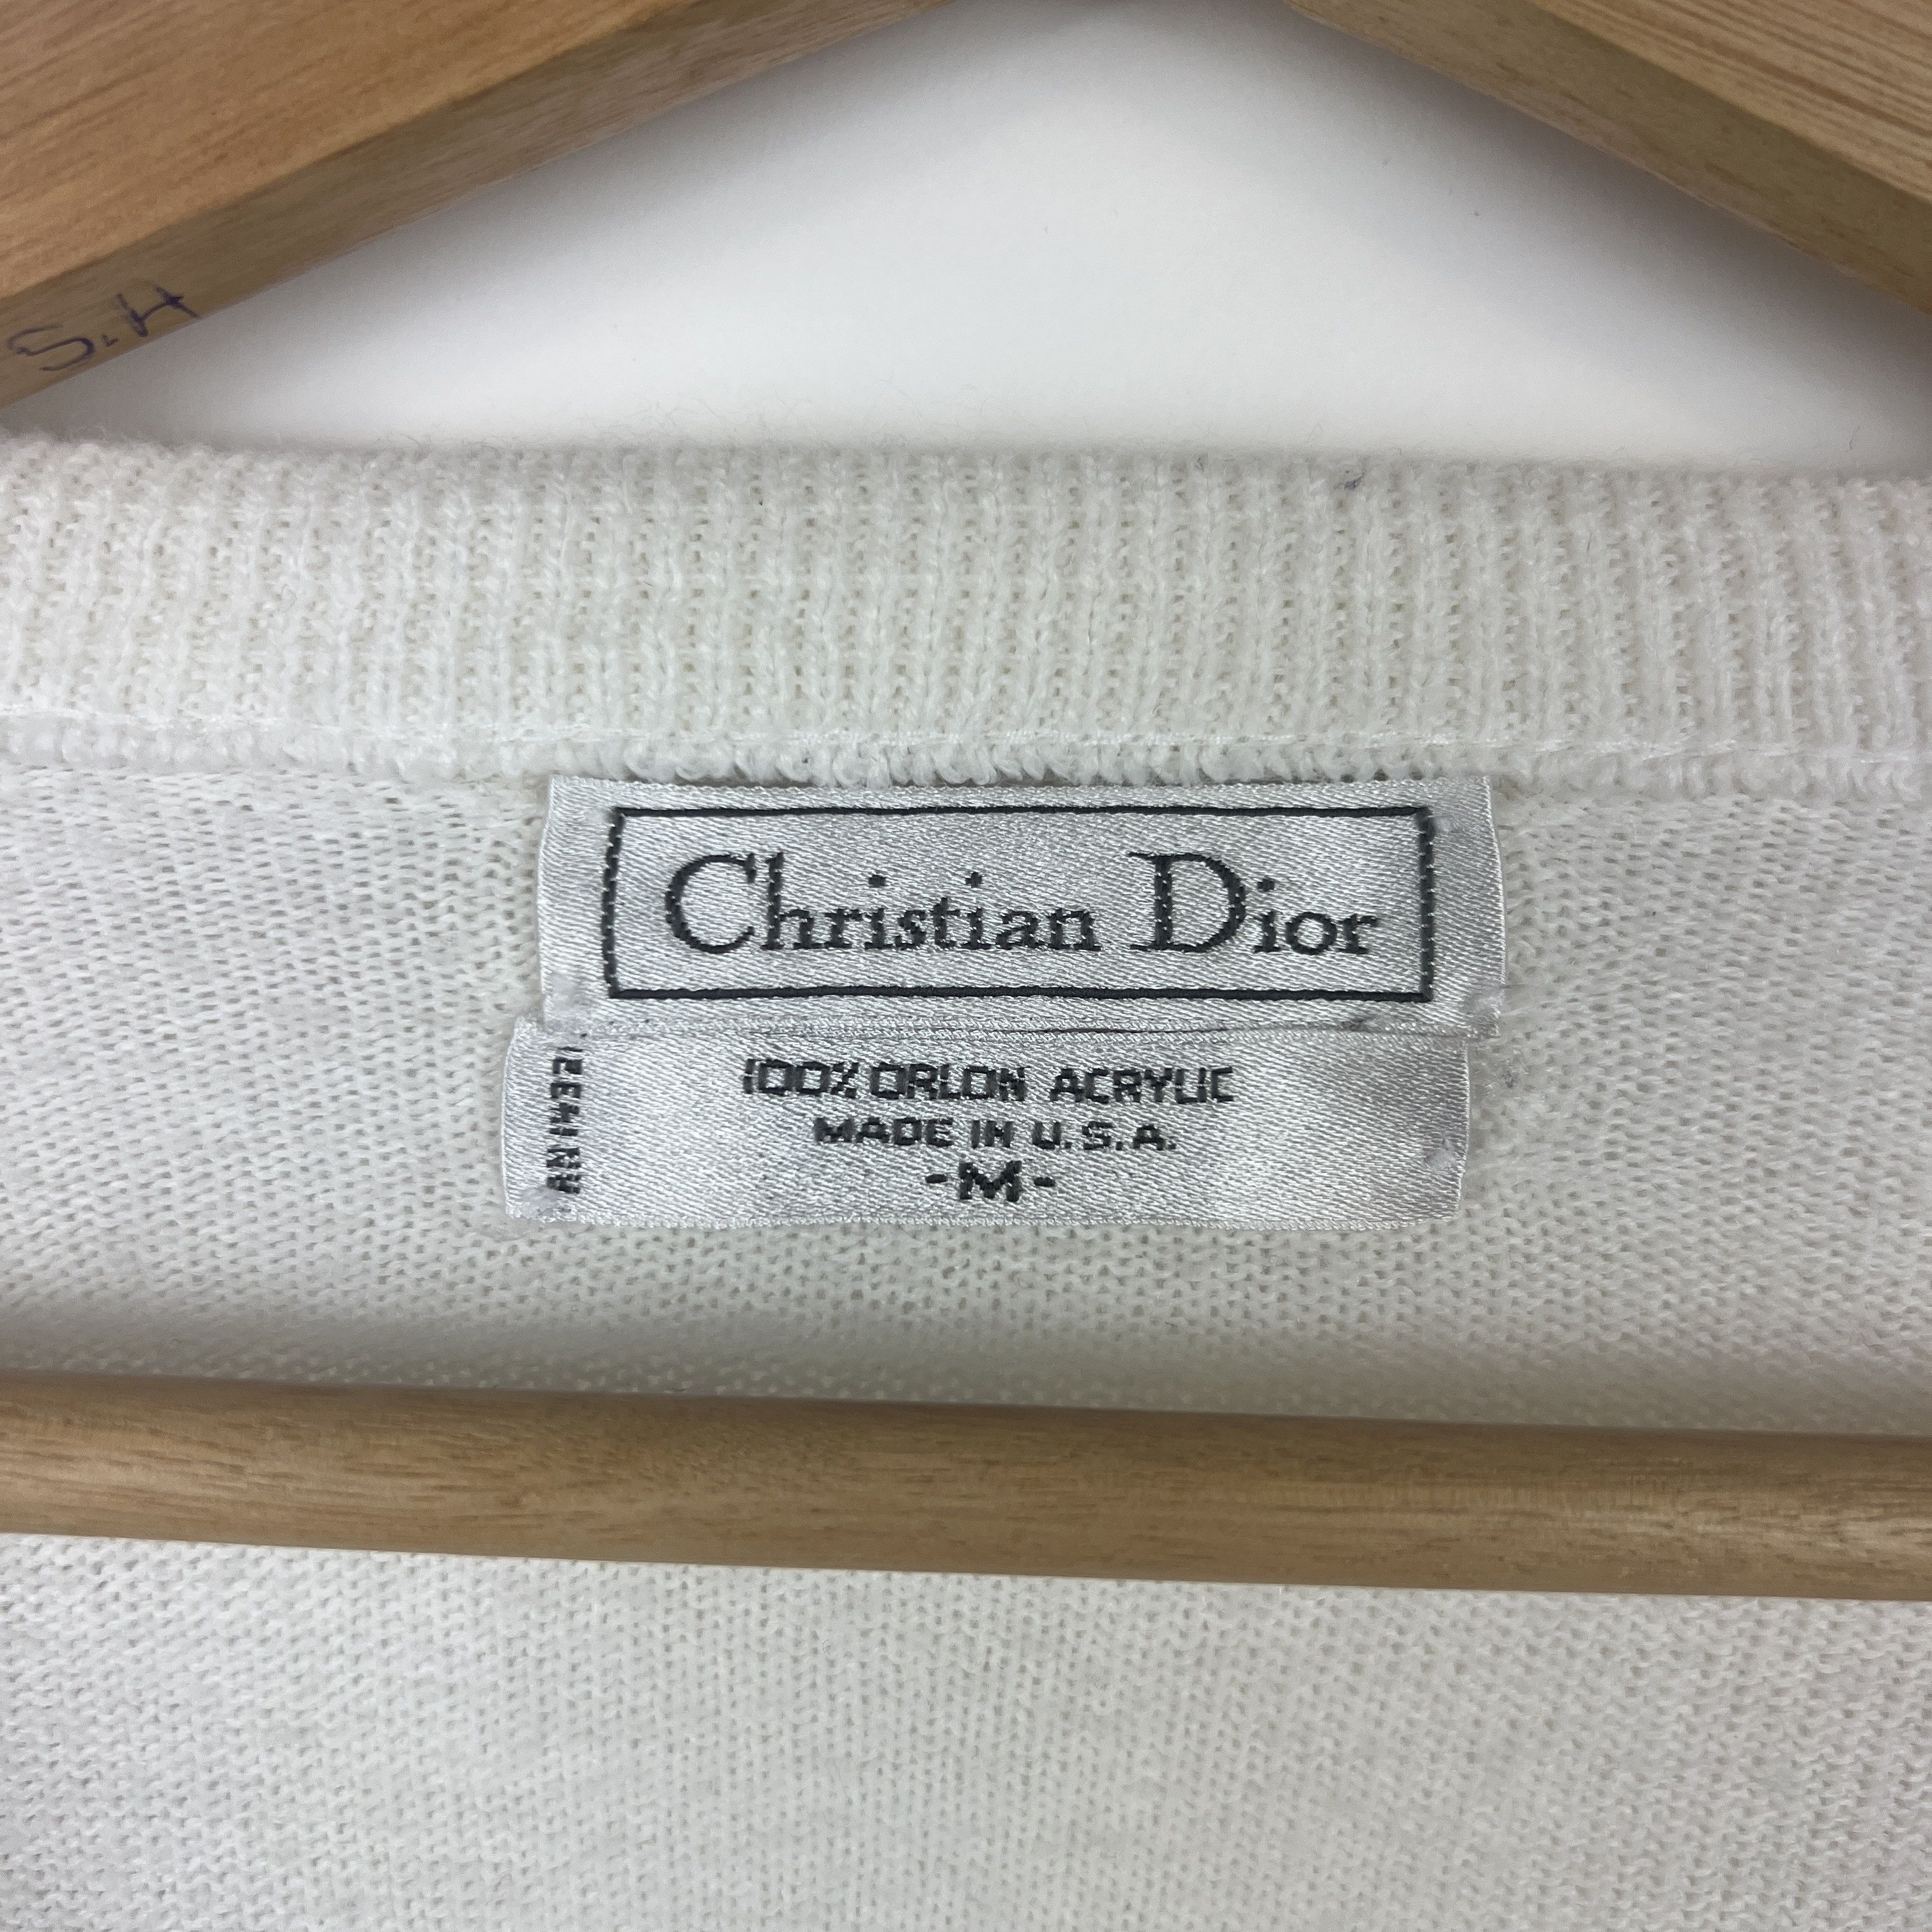 S.H
Christian Dior
100% ORLON ACRYLIC
MADE IN U.S.A.
-M-